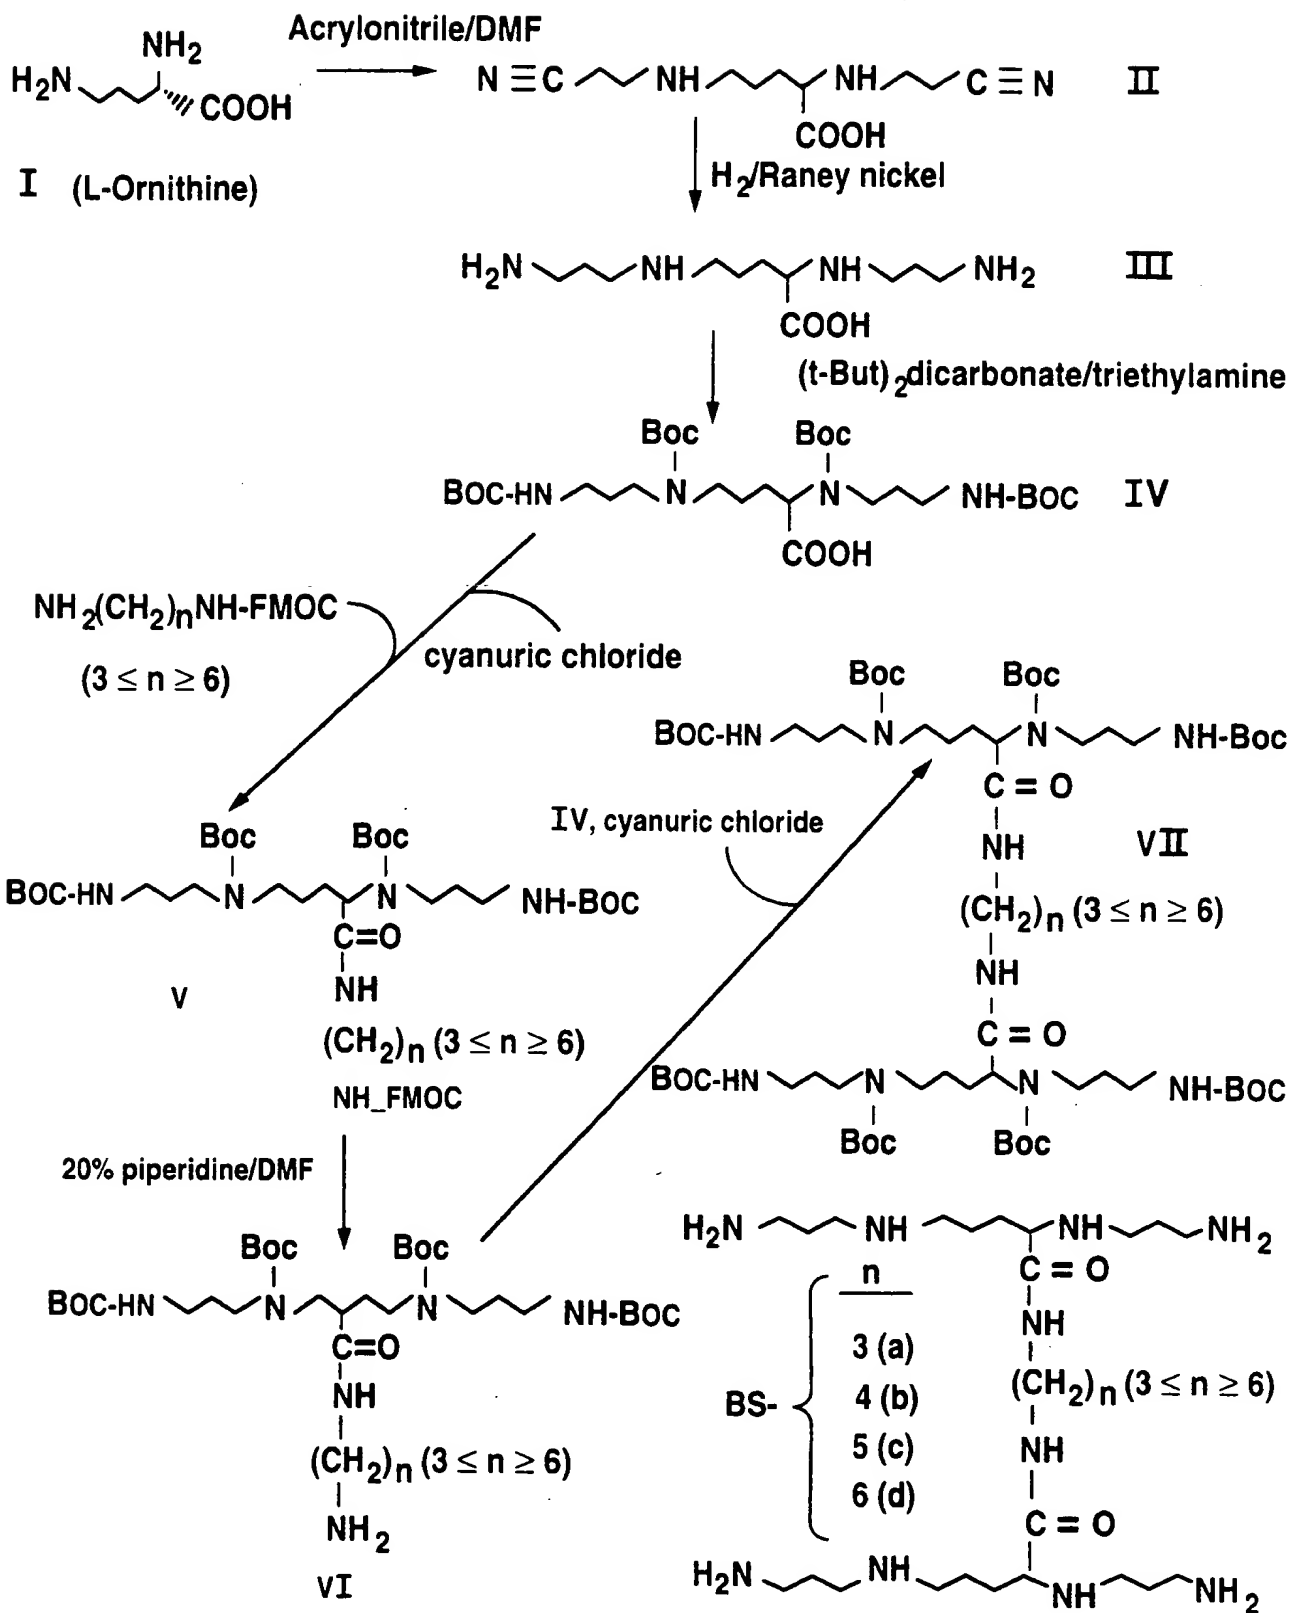 Acrylonitrile/DMF
NH2
H2N
COOH
I (L-Ornithine)
N≡C NH NH C≡N II
COOH
H2/Raney nickel
H2N NH NH NH2 III
COOH
(t-But)2dicarbonate/triethylamine
Boc Boc
BOC-HN N N NH-BOC IV
COOH
NH2(CH2)nNH-FMOC
(3 ≤ n ≥ 6)
cyanuric chloride
Boc Boc
BOC-HN N N NH-BOC
C=O
NH
V
(CH2)n (3 ≤ n ≥ 6)
NH_FMOC
20% piperidine/DMF
Boc Boc
BOC-HN N N NH-BOC
C=O
NH
(CH2)n (3 ≤ n ≥ 6)
NH2
VI
IV, cyanuric chloride
Boc Boc
BOC-HN N N NH-BOC
C=O
NH
VII
(CH2)n (3 ≤ n ≥ 6)
NH
C=O
BOC-HN N N NH-BOC
Boc Boc
H2N NH NH NH2
C=O
NH
(CH2)n (3 ≤ n ≥ 6)
NH
C=O
H2N NH NH NH2
n
3 (a)
BS- 4 (b)
5 (c)
6 (d)